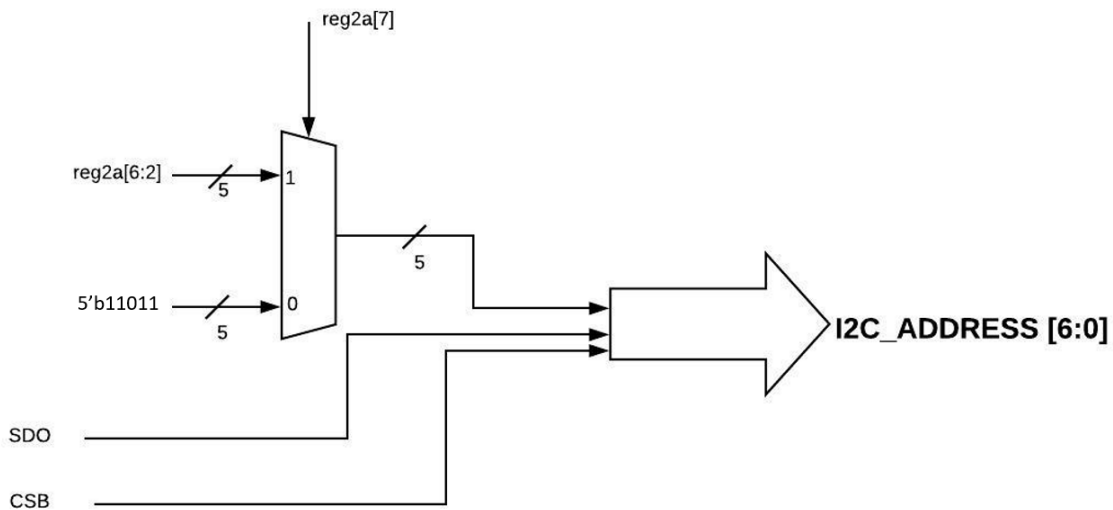 reg2a[7]
reg2a[6:2]
5
1
5
5’b11011
5
0
I2C_ADDRESS [6:0]
SDO
CSB